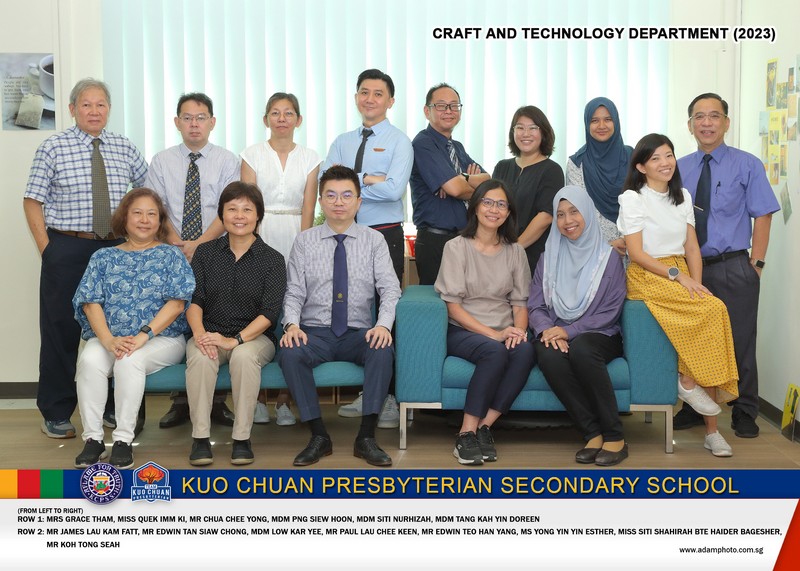 CRAFT AND TECHNOLOGY DEPARTMENT (2023)
TEAM
KUO CHUAN
PRESBYTERIAN
KUO CHUAN PRESBYTERIAN SECONDARY SCHOOL
(FROM LEFT TO RIGHT)
ROW 1: MRS GRACE THAM, MISS QUEK IMM KI, MR CHUA CHEE YONG, MDM PNG SIEW HOON, MDM SITI NURHIZAH, MDM TANG KAH YIN DOREEN
ROW 2: MR JAMES LAU KAM FATT, MR EDWIN TAN SIAW CHONG, MDM LOW KAR YEE, MR PAUL LAU CHEE KEEN, MR EDWIN TEO HAN YANG, MS YONG YIN YIN ESTHER, MISS SITI SHAHIRAH BTE HAIDER BAGESHER,
MR KOH TONG SEAH
www.adamphoto.com.sg